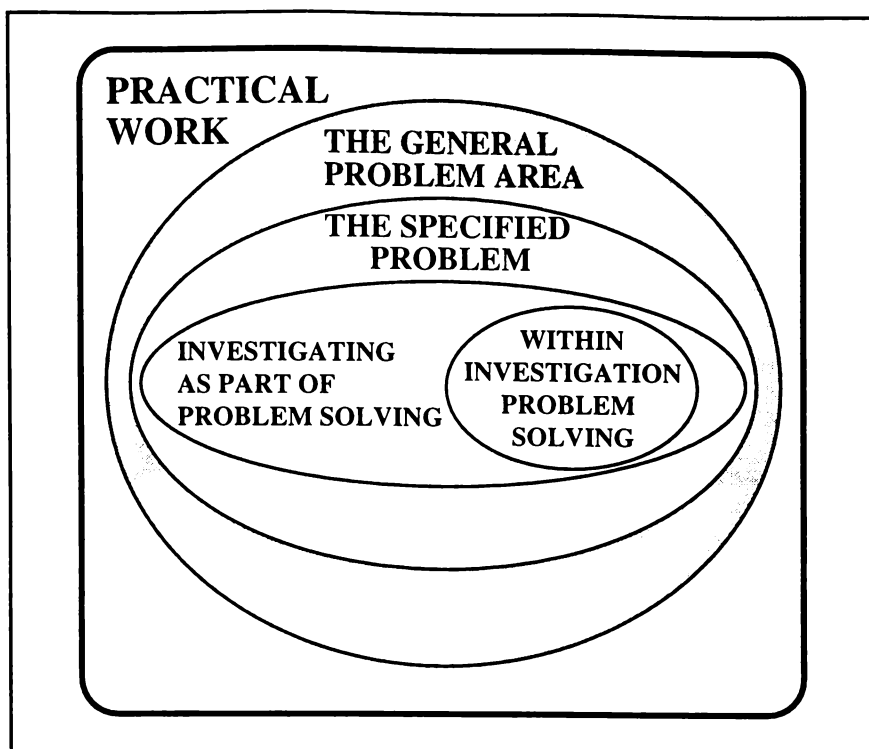 PRACTICAL
WORK
THE GENERAL
PROBLEM AREA
THE SPECIFIED
PROBLEM
INVESTIGATING
AS PART OF
PROBLEM SOLVING
WITHIN
INVESTIGATION
PROBLEM
SOLVING